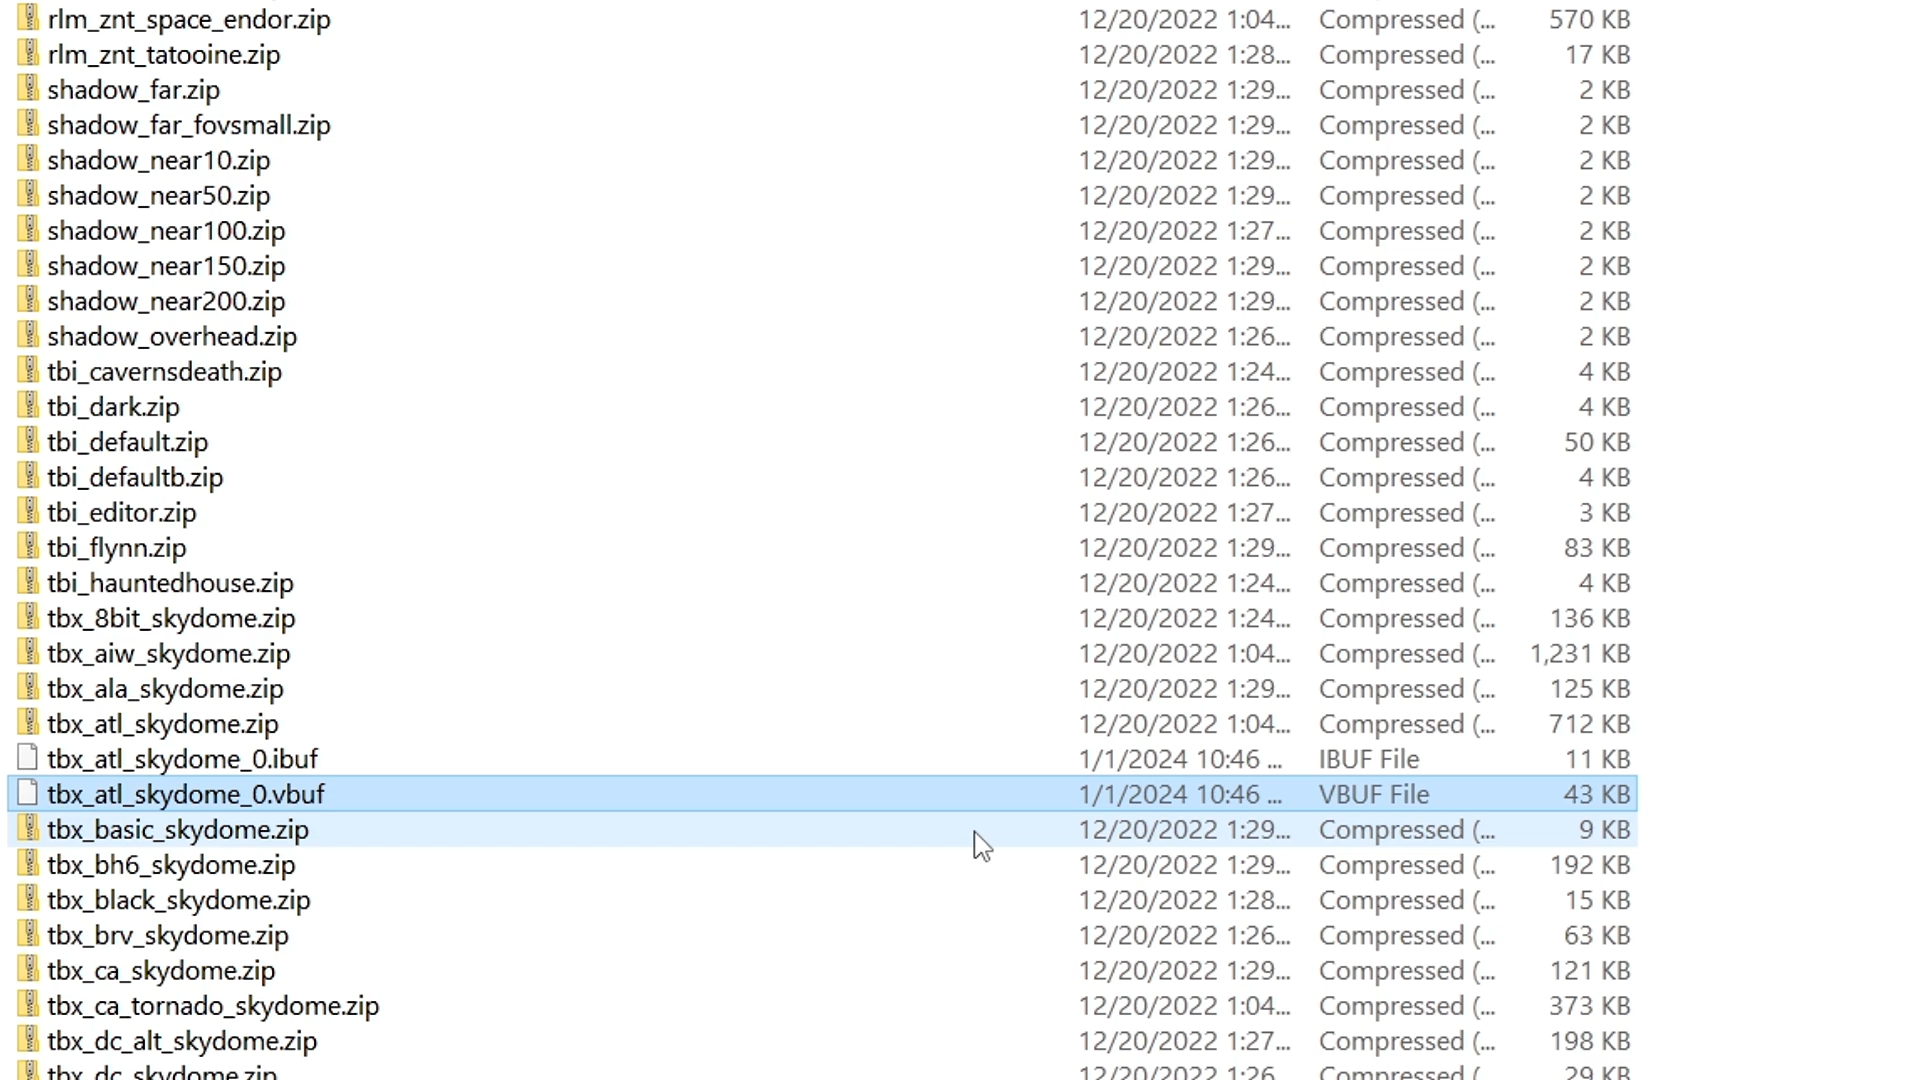 rlm_znt_space_endor.zip 12/20/2022 1:04... Compressed (... 570 KB
rlm_znt_tatooine.zip 12/20/2022 1:28... Compressed (... 17 KB
shadow_far.zip 12/20/2022 1:29... Compressed (... 2 KB
shadow_far_fovsmall.zip 12/20/2022 1:29... Compressed (... 2 KB
shadow_near10.zip 12/20/2022 1:29... Compressed (... 2 KB
shadow_near50.zip 12/20/2022 1:29... Compressed (... 2 KB
shadow_near100.zip 12/20/2022 1:27... Compressed (... 2 KB
shadow_near150.zip 12/20/2022 1:29... Compressed (... 2 KB
shadow_near200.zip 12/20/2022 1:29... Compressed (... 2 KB
shadow_overhead.zip 12/20/2022 1:26... Compressed (... 2 KB
tbi_cavernsdeath.zip 12/20/2022 1:24... Compressed (... 4 KB
tbi_dark.zip 12/20/2022 1:26... Compressed (... 4 KB
tbi_default.zip 12/20/2022 1:26... Compressed (... 50 KB
tbi_defaultb.zip 12/20/2022 1:26... Compressed (... 4 KB
tbi_editor.zip 12/20/2022 1:27... Compressed (... 3 KB
tbi_flynn.zip 12/20/2022 1:29... Compressed (... 83 KB
tbi_hauntedhouse.zip 12/20/2022 1:24... Compressed (... 4 KB
tbx_8bit_skydome.zip 12/20/2022 1:24... Compressed (... 136 KB
tbx_aiw_skydome.zip 12/20/2022 1:04... Compressed (... 1,231 KB
tbx_ala_skydome.zip 12/20/2022 1:29... Compressed (... 125 KB
tbx_atl_skydome.zip 12/20/2022 1:04... Compressed (... 712 KB
tbx_atl_skydome_0.ibuf 1/1/2024 10:46 ... IBUF File 11 KB
tbx_atl_skydome_0.vbuf 1/1/2024 10:46 ... VBUF File 43 KB
tbx_basic_skydome.zip 12/20/2022 1:29... Compressed (... 9 KB
tbx_bh6_skydome.zip 12/20/2022 1:29... Compressed (... 192 KB
tbx_black_skydome.zip 12/20/2022 1:28... Compressed (... 15 KB
tbx_brv_skydome.zip 12/20/2022 1:26... Compressed (... 63 KB
tbx_ca_skydome.zip 12/20/2022 1:29... Compressed (... 121 KB
tbx_ca_tornado_skydome.zip 12/20/2022 1:04... Compressed (... 373 KB
tbx_dc_alt_skydome.zip 12/20/2022 1:27... Compressed (... 198 KB
tbx_dc_skydome.zip 12/20/2022 1:26... Compressed (... 29 KB